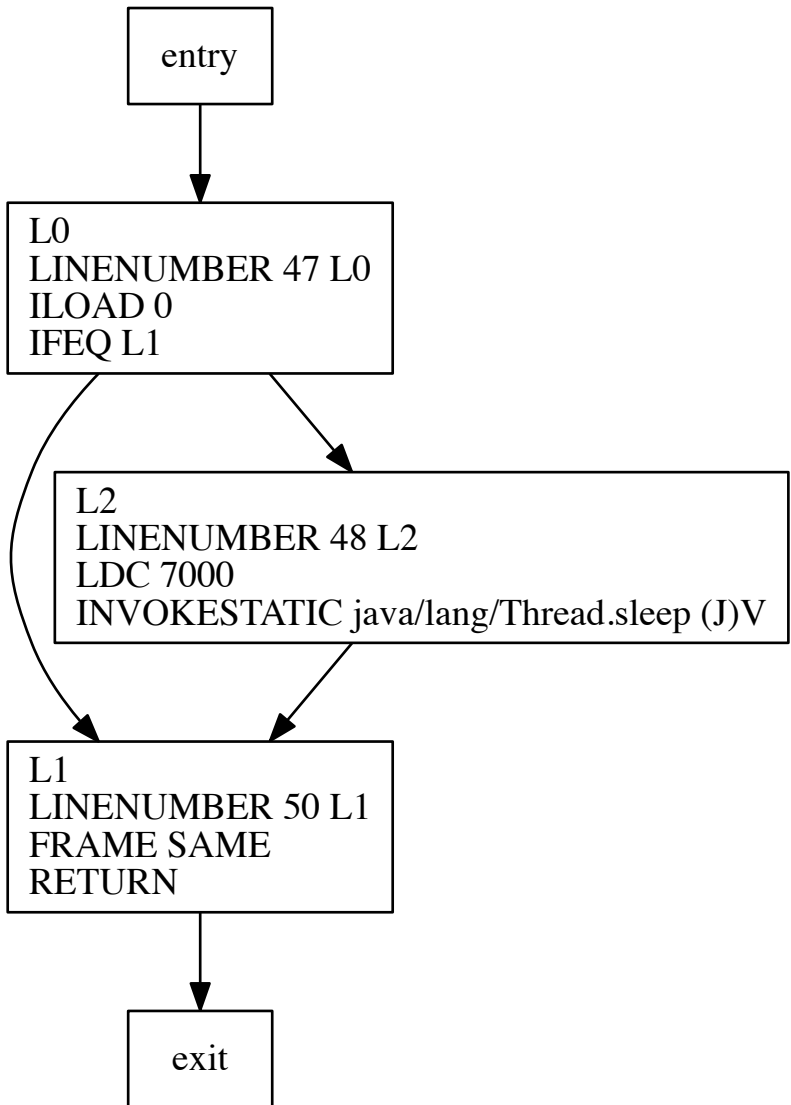 entry
L0
LINENUMBER 47 L0
ILOAD 0
IFEQ L1
L2
LINENUMBER 48 L2
LDC 7000
INVOKESTATIC java/lang/Thread.sleep (J)V
L1
LINENUMBER 50 L1
FRAME SAME
RETURN
exit